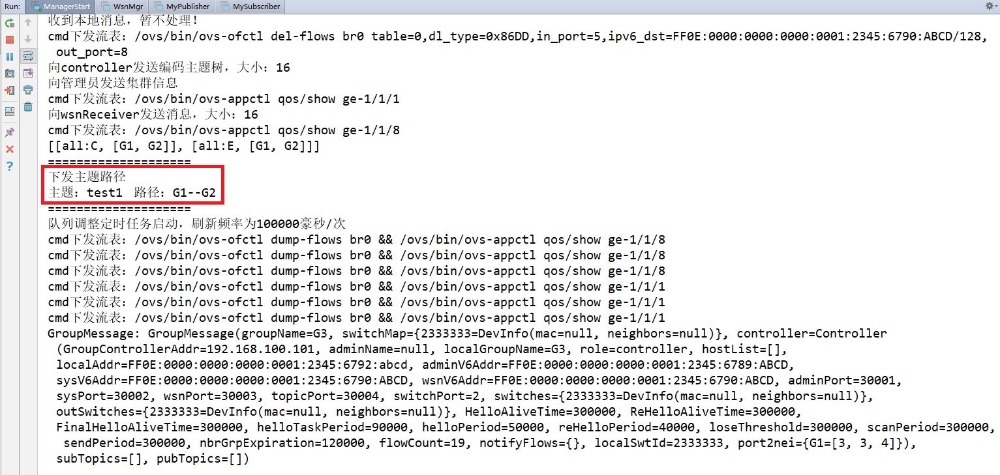 Run: ManagerStart WsnMgr MyPublisher MySubscriber
收到本地消息，暂不处理！
cmd下发流表：/ovs/bin/ovs-ofctl del-flows br0 table=0,dl_type=0x86DD,in_port=5,ipv6_dst=FF0E:0000:0000:0000:0001:2345:6790:ABCD/128,
out_port=8
向controller发送编码主题树，大小：16
向管理员发送集群信息
cmd下发流表：/ovs/bin/ovs-appctl qos/show ge-1/1/1
向wsnReceiver发送消息，大小：16
cmd下发流表：/ovs/bin/ovs-appctl qos/show ge-1/1/8
[[all:C, [G1, G2]], [all:E, [G1, G2]]]
====================
下发主题路径
主题：test1 路径：G1--G2
====================
队列调整定时任务启动，刷新频率为100000豪秒/次
cmd下发流表：/ovs/bin/ovs-ofctl dump-flows br0 && /ovs/bin/ovs-appctl qos/show ge-1/1/8
cmd下发流表：/ovs/bin/ovs-ofctl dump-flows br0 && /ovs/bin/ovs-appctl qos/show ge-1/1/8
cmd下发流表：/ovs/bin/ovs-ofctl dump-flows br0 && /ovs/bin/ovs-appctl qos/show ge-1/1/8
cmd下发流表：/ovs/bin/ovs-ofctl dump-flows br0 && /ovs/bin/ovs-appctl qos/show ge-1/1/1
cmd下发流表：/ovs/bin/ovs-ofctl dump-flows br0 && /ovs/bin/ovs-appctl qos/show ge-1/1/1
cmd下发流表：/ovs/bin/ovs-ofctl dump-flows br0 && /ovs/bin/ovs-appctl qos/show ge-1/1/1
GroupMessage: GroupMessage(groupName=G3, switchMap={2333333=DevInfo(mac=null, neighbors=null)}, controller=Controller
(GroupControllerAddr=192.168.100.101, adminName=null, localGroupName=G3, role=controller, hostList=[],
localAddr=FF0E:0000:0000:0000:0001:2345:6792:abcd, adminV6Addr=FF0E:0000:0000:0000:0001:2345:6789:ABCD,
sysV6Addr=FF0E:0000:0000:0000:0001:2345:6790:ABCD, wsnV6Addr=FF0E:0000:0000:0000:0001:2345:6790:ABCD, adminPort=30001,
sysPort=30002, wsnPort=30003, topicPort=30004, switchPort=2, switches={2333333=DevInfo(mac=null, neighbors=null)},
outSwitches={2333333=DevInfo(mac=null, neighbors=null)}, HelloAliveTime=300000, ReHelloAliveTime=300000,
FinalHelloAliveTime=300000, helloTaskPeriod=90000, helloPeriod=50000, reHelloPeriod=40000, loseThreshold=300000, scanPeriod=300000,
sendPeriod=300000, nbrGrpExpiration=120000, flowCount=19, notifyFlows={}, localSwtId=2333333, port2nei={G1=[3, 3, 4]}),
subTopics=[], pubTopics=[])